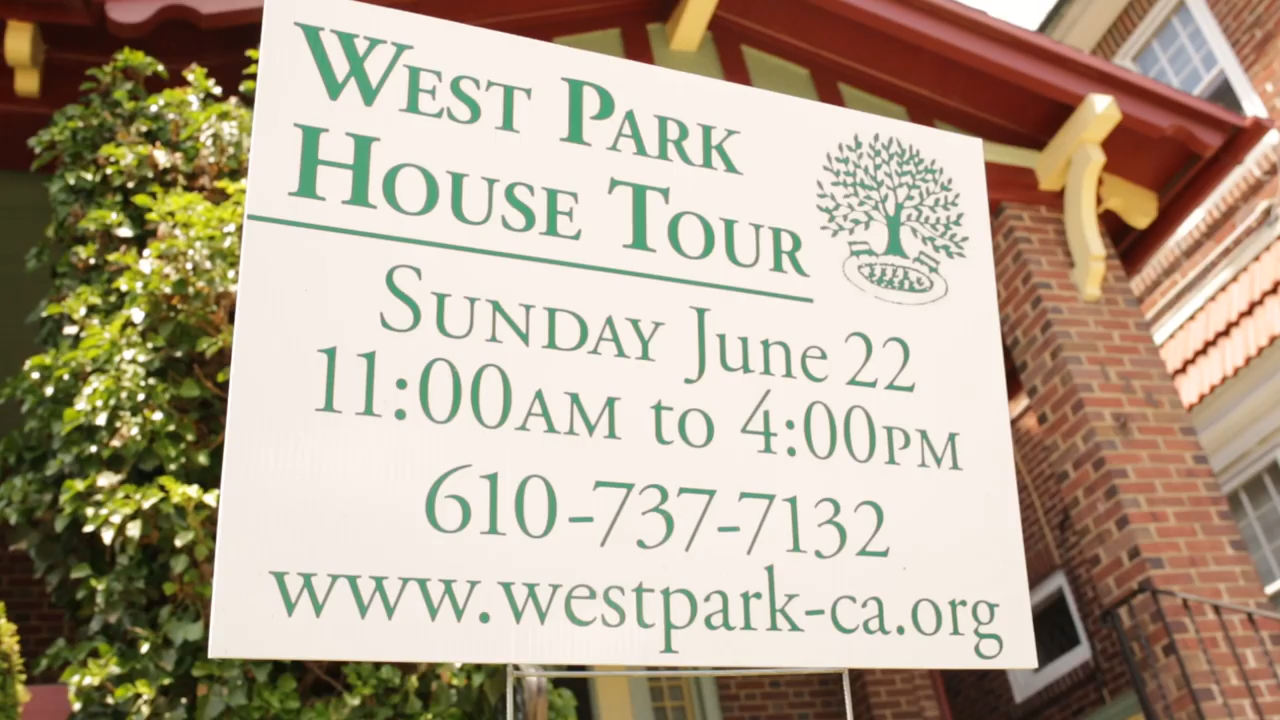 WEST PARK
HOUSE TOUR
SUNDAY June 22
11:00AM to 4:00PM
610-737-7132
www.westpark-ca.org